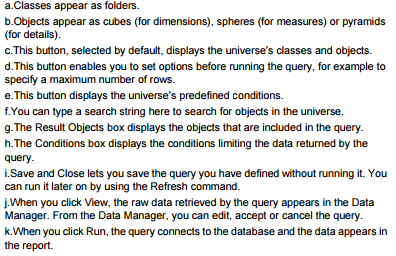 a.Classes appear as folders.
b.Objects appear as cubes (for dimensions), spheres (for measures) or pyramids
(for details).
c.This button, selected by default, displays the universe's classes and objects.
d.This button enables you to set options before running the query, for example to
specify a maximum number of rows.
e.This button displays the universe's predefined conditions.
f.You can type a search string here to search for objects in the universe.
g.The Result Objects box displays the objects that are included in the query.
h.The Conditions box displays the conditions limiting the data returned by the
query.
i.Save and Close lets you save the query you have defined without running it. You
can run it later on by using the Refresh command.
j.When you click View, the raw data retrieved by the query appears in the Data
Manager. From the Data Manager, you can edit, accept or cancel the query.
k.When you click Run, the query connects to the database and the data appears in
the report.